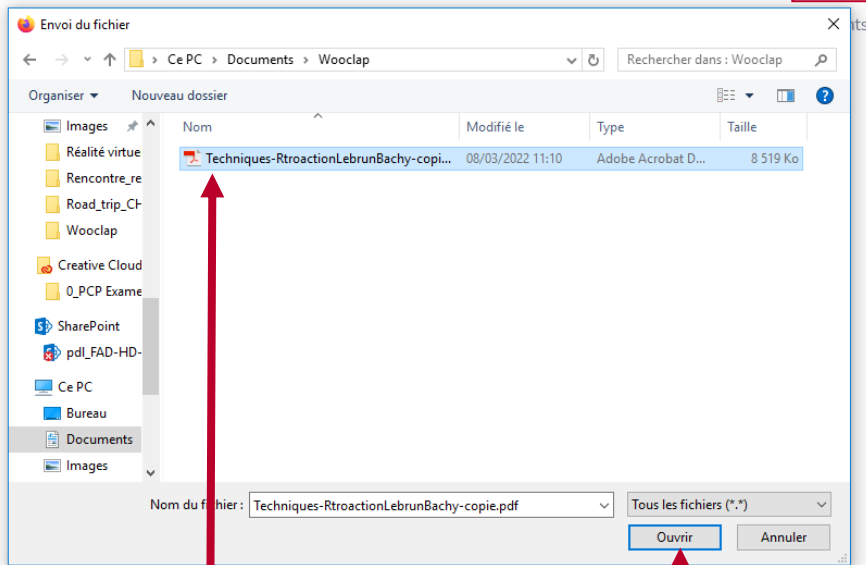 Envoi du fichier
nts
Ce PC > Documents > Wooclap
Rechercher dans : Wooclap
Organiser
Nouveau dossier
Nom
Modifié le
Type
Taille
Images
Réalité virtue
Rencontre_re
Road_trip_CH
Wooclap
Creative Cloud
0_PCP Exame
SharePoint
pdl_FAD-HD-
Ce PC
Bureau
Documents
Images
Techniques-RtroactionLebrunBachy-copi... 08/03/2022 11:10 Adobe Acrobat D... 8 519 Ko
Nom du fichier : Techniques-RtroactionLebrunBachy-copie.pdf
Tous les fichiers (*.*)
Ouvrir
Annuler